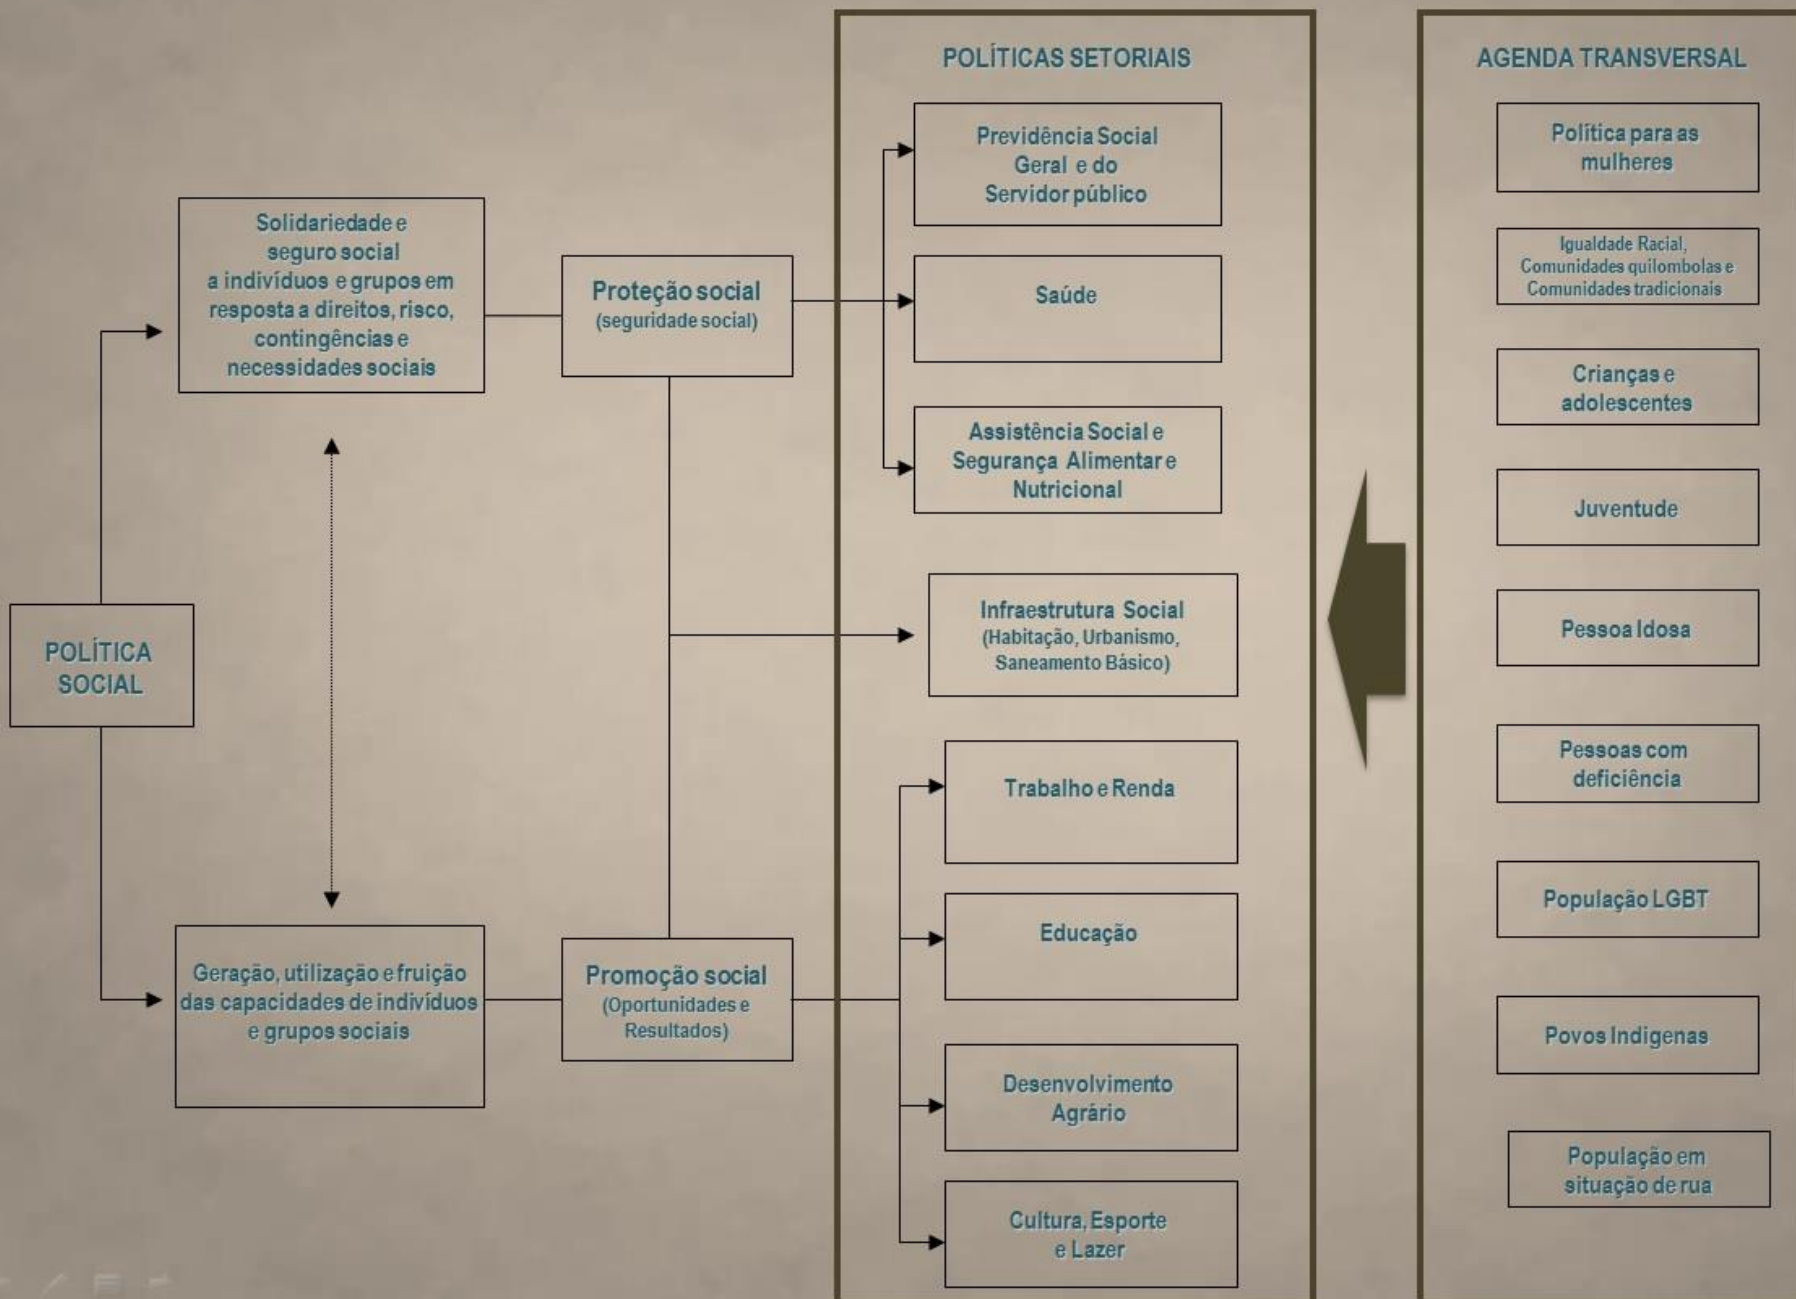 POLÍTICA
SOCIAL
Solidariedade e
seguro social
a indivíduos e grupos em
resposta a direitos, risco,
contingências e
necessidades sociais
Geração, utilização e fruição
das capacidades de indivíduos
e grupos sociais
Proteção social
(seguridade social)
Promoção social
(Oportunidades e
Resultados)
POLÍTICAS SETORIAIS
Previdência Social
Geral e do
Servidor público
Saúde
Assistência Social e
Segurança Alimentar e
Nutricional
Infraestrutura Social
(Habitação, Urbanismo,
Saneamento Básico)
Trabalho e Renda
Educação
Desenvolvimento
Agrário
Cultura, Esporte
e Lazer
AGENDA TRANSVERSAL
Política para as
mulheres
Igualdade Racial,
Comunidades quilombolas e
Comunidades tradicionais
Crianças e
adolescentes
Juventude
Pessoa Idosa
Pessoas com
deficiência
População LGBT
Povos Indigenas
População em
situação de rua